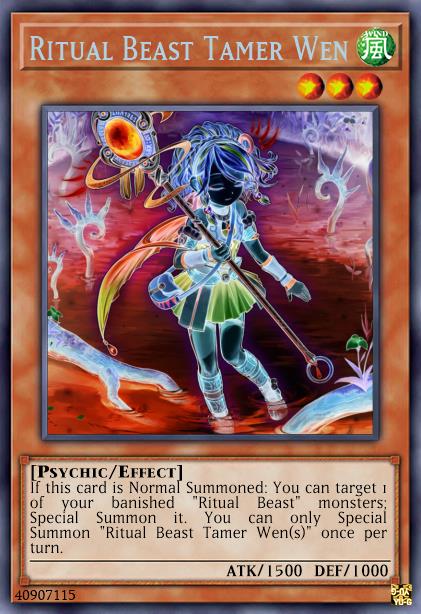 RITUAL BEAST TAMER WEN
WIND
風
[PSYCHIC/EFFECT]
If this card is Normal Summoned: You can target 1
of your banished "Ritual Beast" monsters;
Special Summon it. You can only Special
Summon "Ritual Beast Tamer Wen(s)" once per
turn.
ATK/1500 DEF/1000
40907115